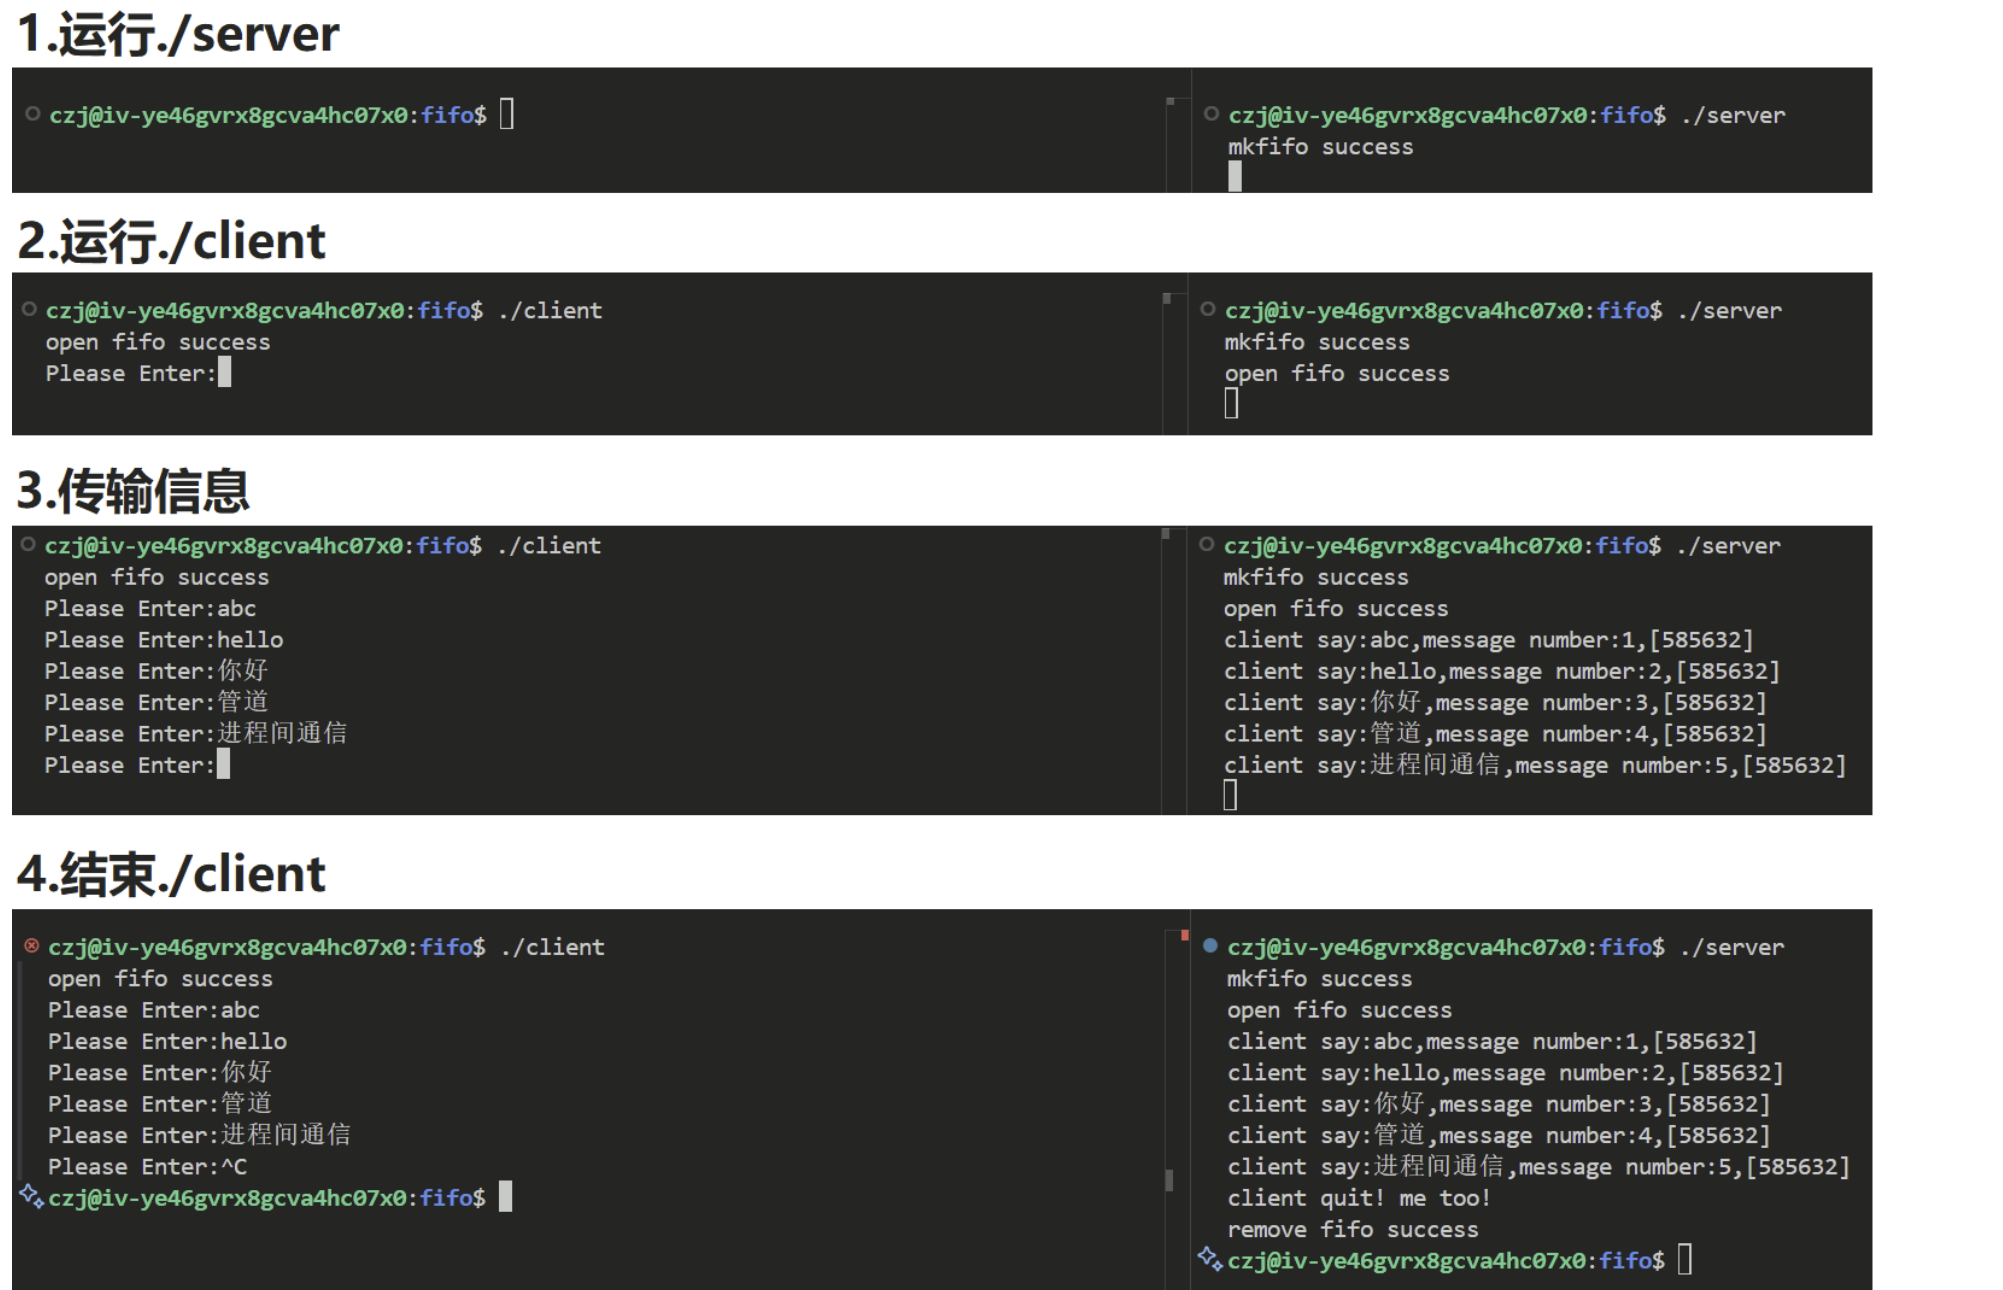 1.运行./server
czj@iv-ye46gvrx8gcva4hc07x0:fifo$
czj@iv-ye46gvrx8gcva4hc07x0:fifo$ ./server
mkfifo success
2.运行./client
czj@iv-ye46gvrx8gcva4hc07x0:fifo$ ./client
open fifo success
Please Enter:
czj@iv-ye46gvrx8gcva4hc07x0:fifo$ ./server
mkfifo success
open fifo success
3.传输信息
czj@iv-ye46gvrx8gcva4hc07x0:fifo$ ./client
open fifo success
Please Enter:abc
Please Enter:hello
Please Enter:你好
Please Enter:管道
Please Enter:进程间通信
Please Enter:
czj@iv-ye46gvrx8gcva4hc07x0:fifo$ ./server
mkfifo success
open fifo success
client say:abc,message number:1,[585632]
client say:hello,message number:2,[585632]
client say:你好,message number:3,[585632]
client say:管道,message number:4,[585632]
client say:进程间通信,message number:5,[585632]
4.结束./client
czj@iv-ye46gvrx8gcva4hc07x0:fifo$ ./client
open fifo success
Please Enter:abc
Please Enter:hello
Please Enter:你好
Please Enter:管道
Please Enter:进程间通信
Please Enter:^C
czj@iv-ye46gvrx8gcva4hc07x0:fifo$
czj@iv-ye46gvrx8gcva4hc07x0:fifo$ ./server
mkfifo success
open fifo success
client say:abc,message number:1,[585632]
client say:hello,message number:2,[585632]
client say:你好,message number:3,[585632]
client say:管道,message number:4,[585632]
client say:进程间通信,message number:5,[585632]
client quit! me too!
remove fifo success
czj@iv-ye46gvrx8gcva4hc07x0:fifo$